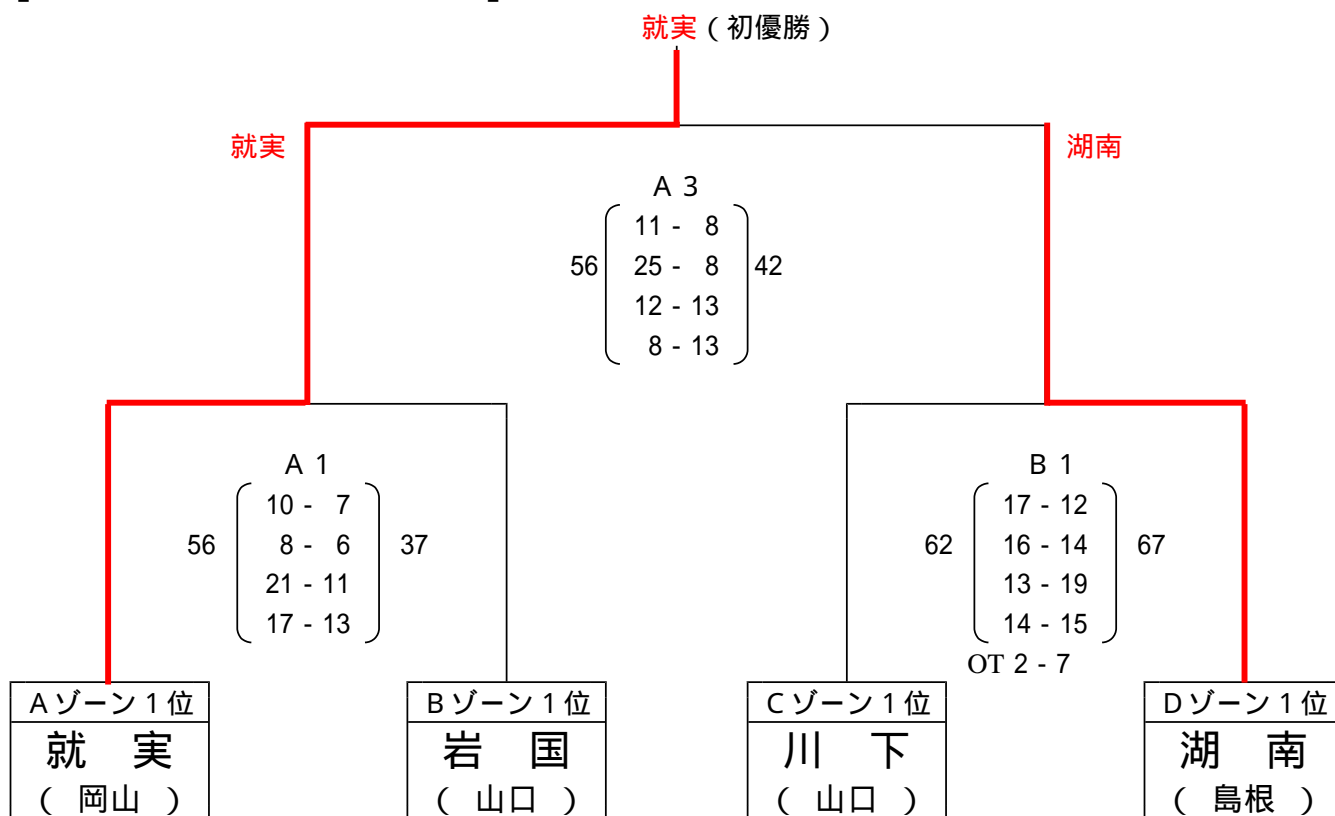 就実(初優勝)
就実
湖南
A 3
11 - 8
56 25 - 8 42
12 - 13
8 - 13
A 1
10 - 7
56 8 - 6 37
21 - 11
17 - 13
B 1
17 - 12
62 16 - 14 67
13 - 19
14 - 15
OT 2 - 7
Aゾーン1位
就 実
( 岡山 )
Bゾーン1位
岩 国
( 山口 )
Cゾーン1位
川 下
( 山口 )
Dゾーン1位
湖 南
( 島根 )